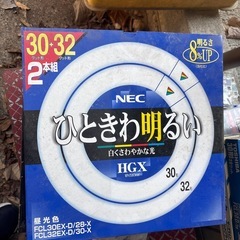 30+32
2本組
明るさ
8%UP
NEC
ひときわ明るい
白くさわやかな光
HGX
30
32
昼光色
FCL30EX-D/28-X
FCL32EX-D/30-X